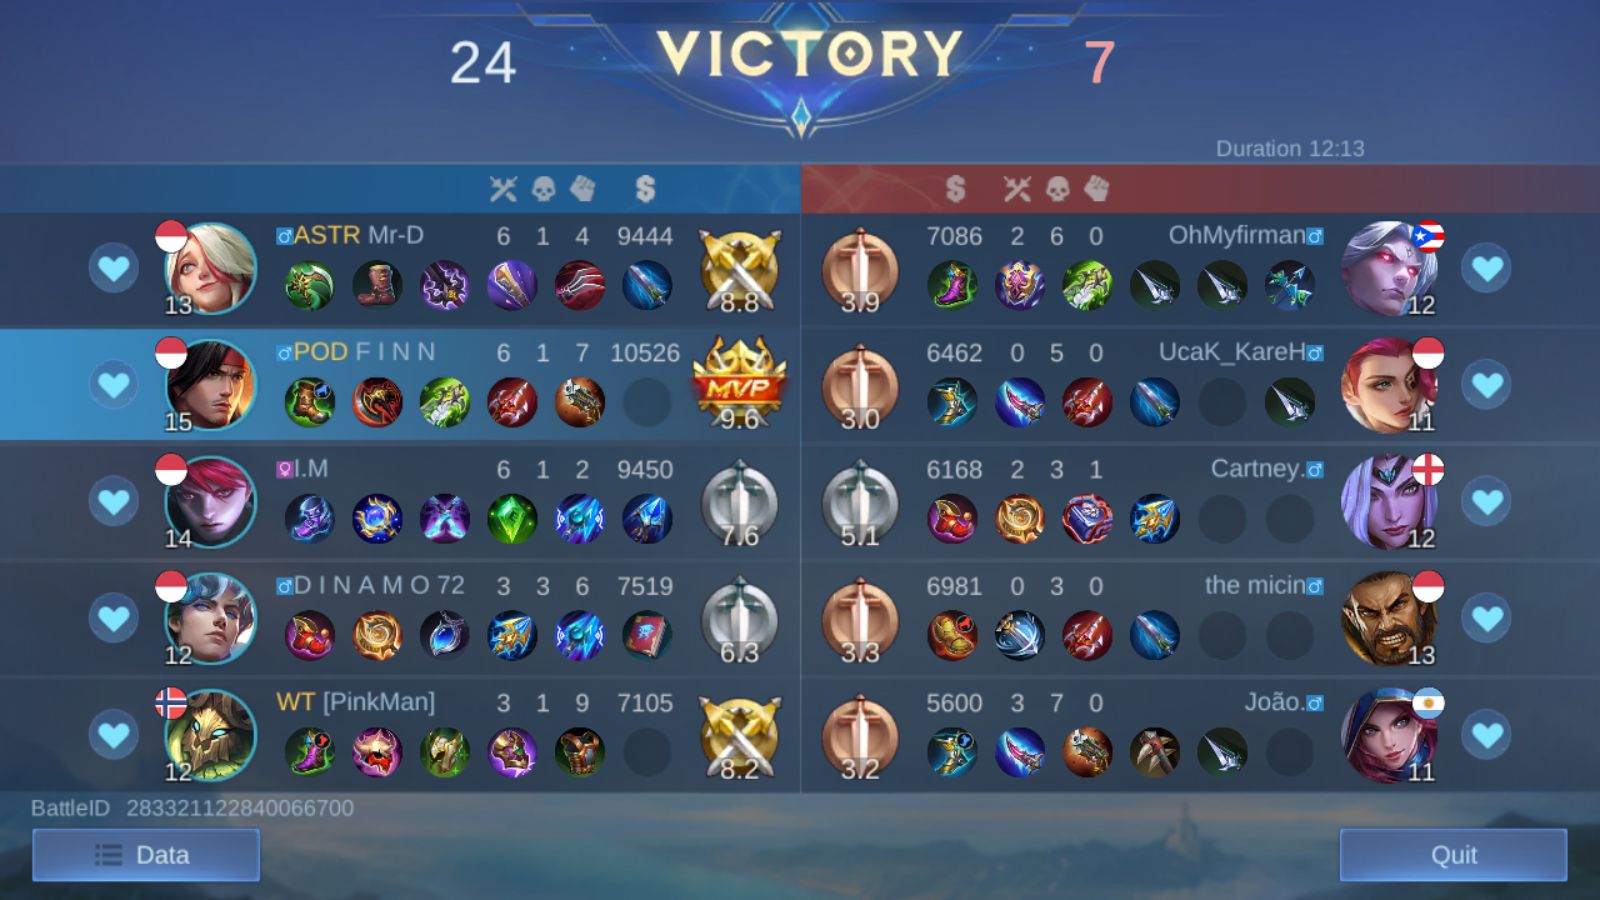 24 VICTORY 7
Duration 12:13
ASTR Mr-D 6 1 4 9444
13 8.8
3.9 7086 2 6 0 OhMyfirman
12
POD F I N N 6 1 7 10526
15 MVP 9.6
3.0 6462 0 5 0 UcaK_KareH
11
I.M 6 1 2 9450
14 7.6
5.1 6168 2 3 1 Cartney.
12
D I N A M O 72 3 3 6 7519
12 6.3
3.3 6981 0 3 0 the micin
13
WT [PinkMan] 3 1 9 7105
12 8.2
3.2 5600 3 7 0 João.
11
BattleID 283321122840066700
Data
Quit